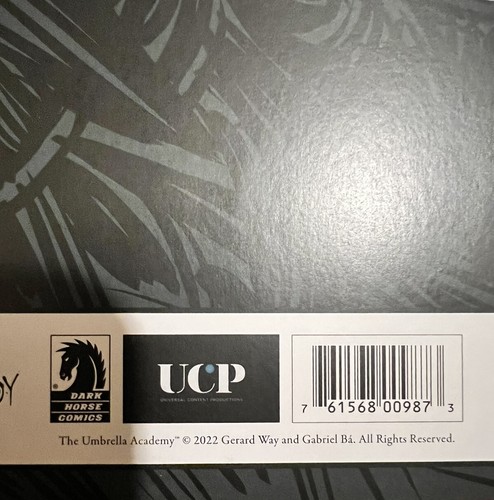 DARK
HORSE
COMICS
UCP
UNIVERSAL CONTENT PRODUCTIONS
7 61568 00987 3
The Umbrella Academy™ © 2022 Gerard Way and Gabriel Bá. All Rights Reserved.